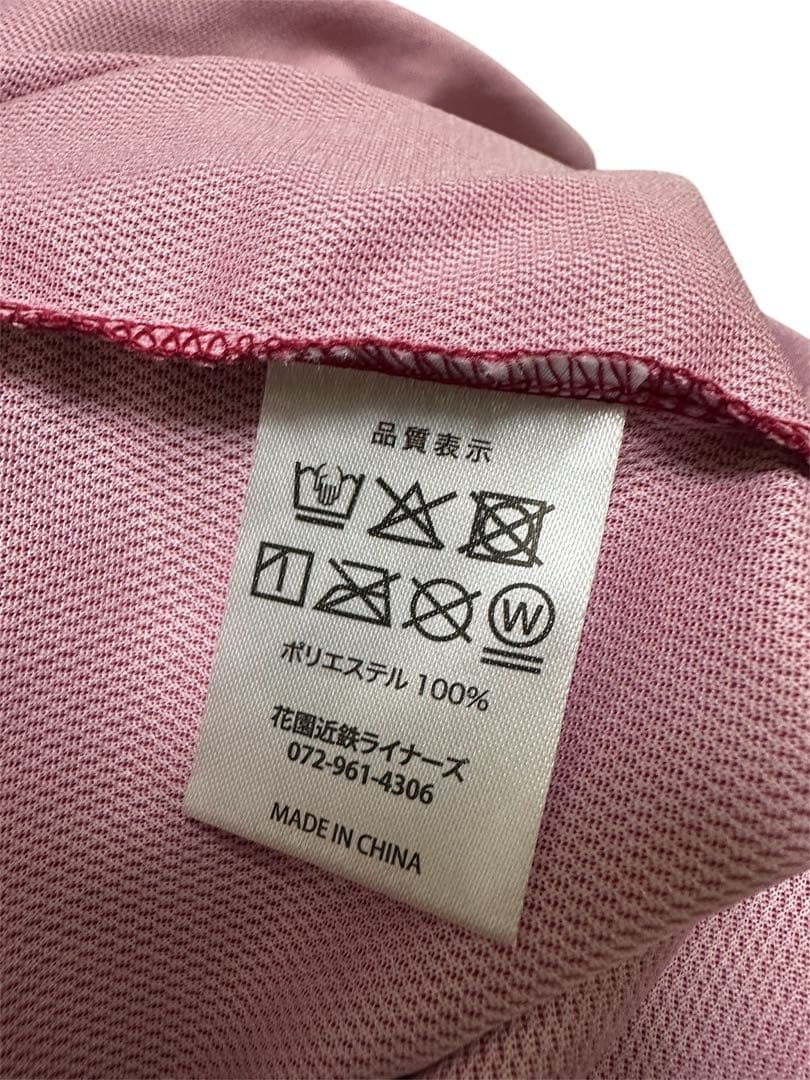 品質表示
W
ポリエステル 100%
花園近鉄ライナーズ
072-961-4306
MADE IN CHINA